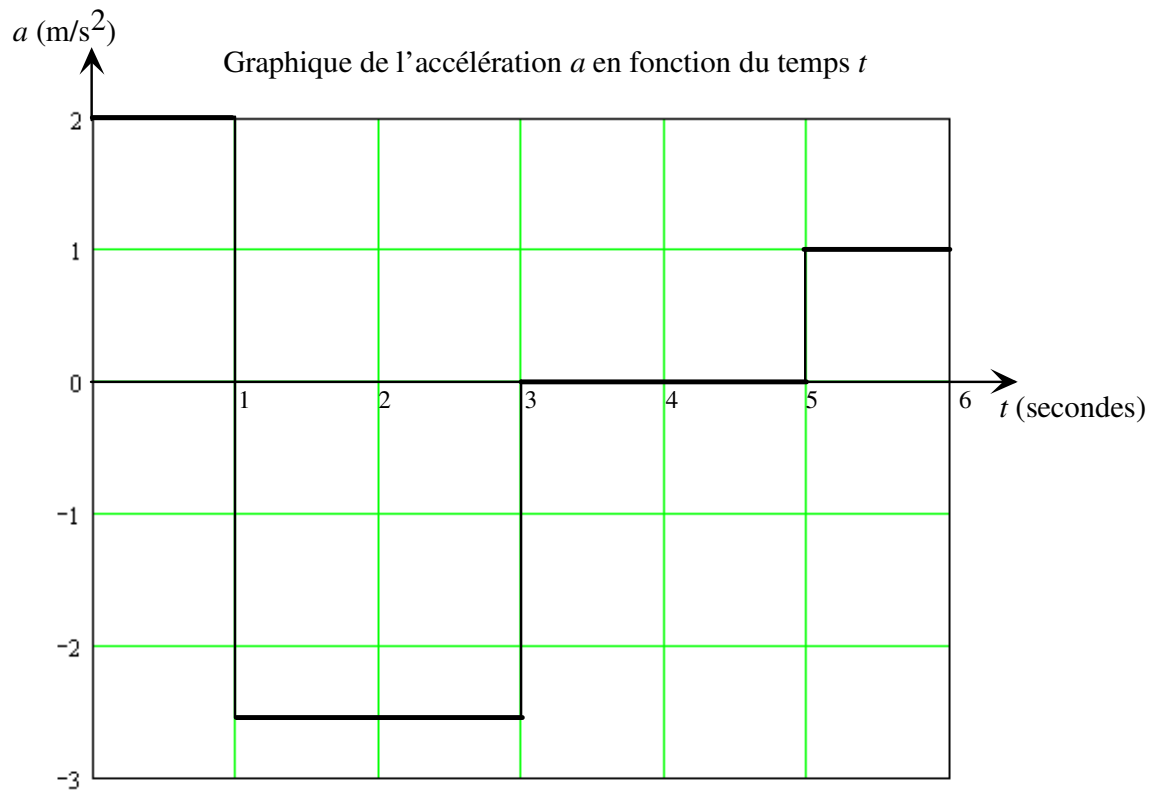 a (m/s2)
Graphique de l’accélération a en fonction du temps t
2
1
0
1 2 3 4 5 6
t (secondes)
-1
-2
-3